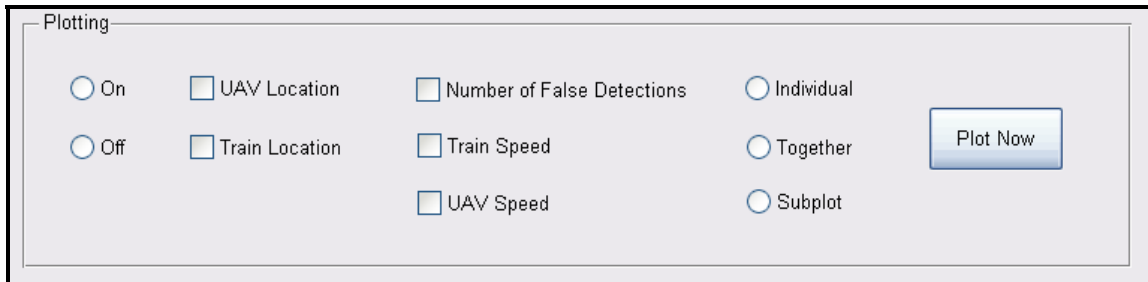 Plotting
On
UAV Location
Number of False Detections
Individual
Off
Train Location
Train Speed
Together
Plot Now
UAV Speed
Subplot